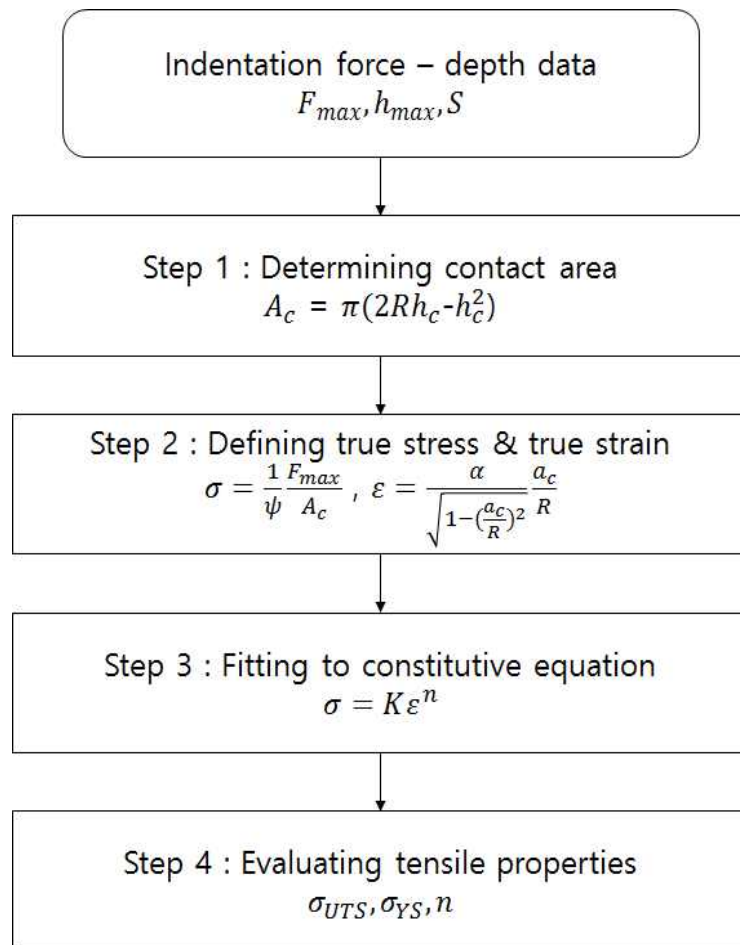 Indentation force – depth data
F_max, h_max, S
Step 1 : Determining contact area
A_c = π(2Rh_c-h_c^2)
Step 2 : Defining true stress & true strain
σ = 1/ψ F_max/A_c , ε = α/√(1−(a_c/R)^2) a_c/R
Step 3 : Fitting to constitutive equation
σ = Kε^n
Step 4 : Evaluating tensile properties
σ_UTS, σ_YS, n